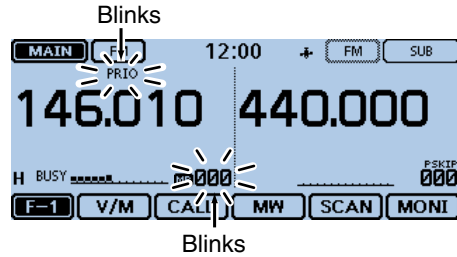 Blinks
MAIN FM 12:00 FM SUB
PRIO
146.010 440.000
PSKIP
H BUSY MR 000 000
F-1 V/M CALL MW SCAN MONI
Blinks